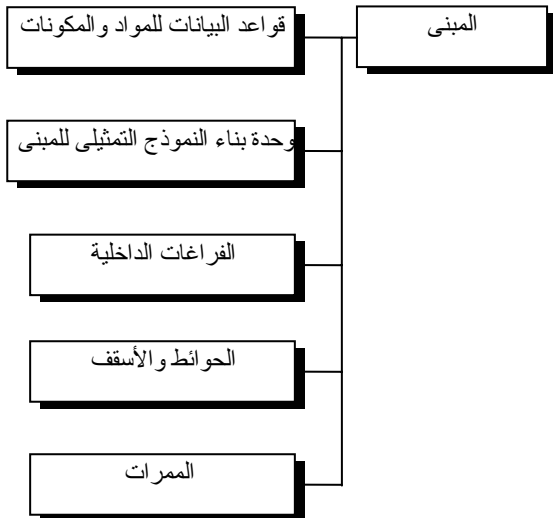 المبنى
قواعد البيانات للمواد والمكونات
وحدة بناء النموذج التمثيلى للمبنى
الفراغات الداخلية
الحوائط والأسقف
الممرات